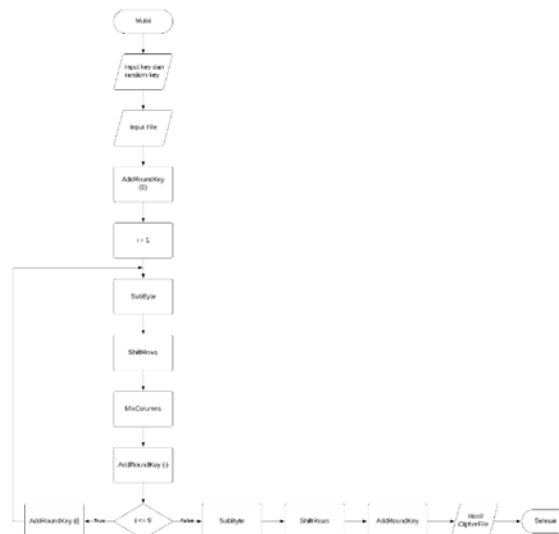 Mulai
Input key dan
random key
Input File
AddRoundKey
i = 1
SubByte
ShiftRows
MixColumns
AddRoundKey (i)
AddRoundKey (i)
True
i <= 9
False
SubByte
ShiftRows
AddRoundKey
Hasil
CipherFile
Selesai